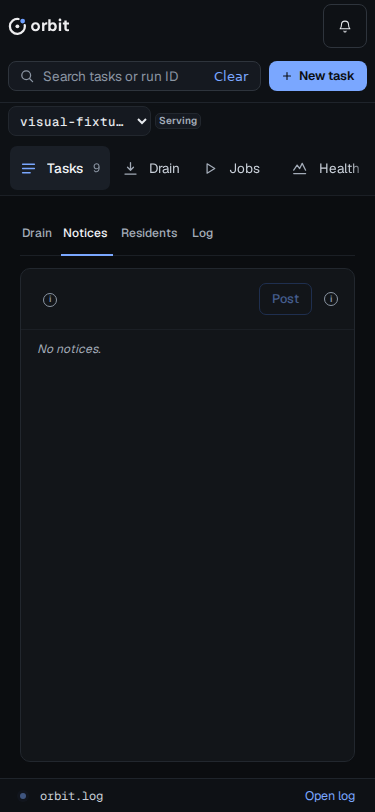 orbit
Search tasks or run ID Clear + New task
visual-fixtu… Serving
Tasks 9 Drain Jobs Health
Drain Notices Residents Log
Post
No notices.
orbit.log Open log